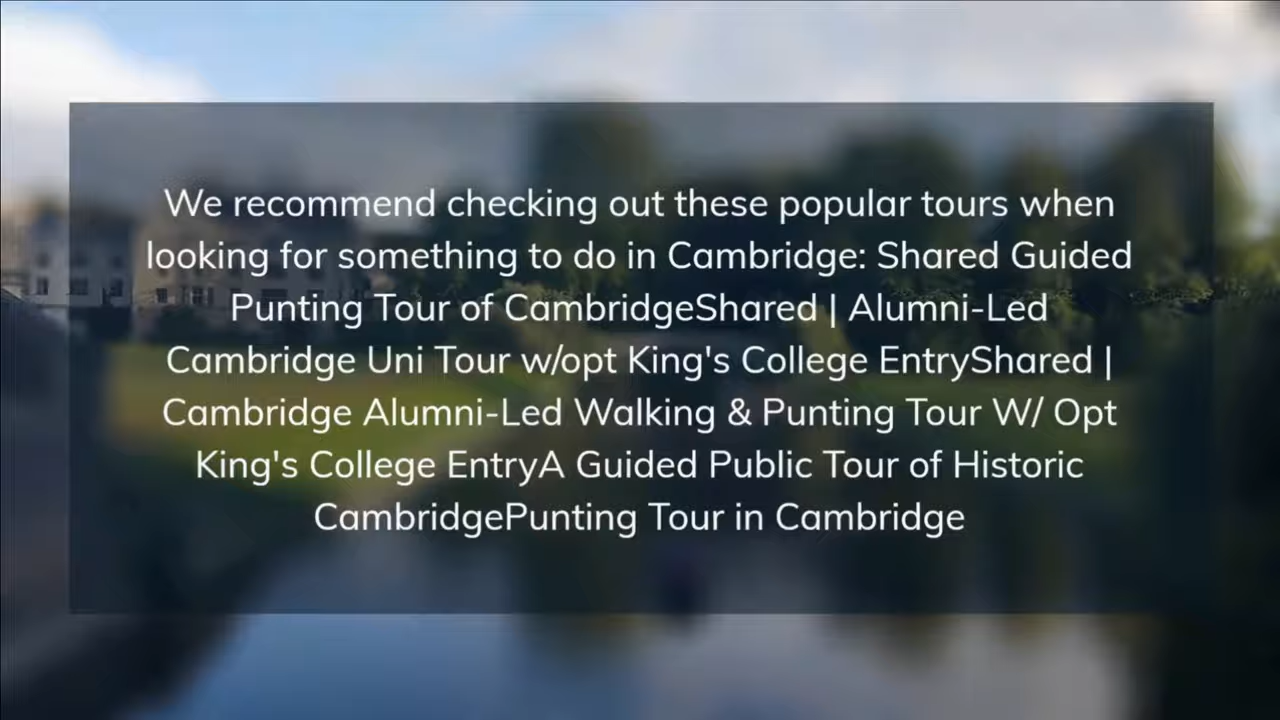 We recommend checking out these popular tours when
looking for something to do in Cambridge: Shared Guided
Punting Tour of CambridgeShared | Alumni-Led
Cambridge Uni Tour w/opt King's College EntryShared |
Cambridge Alumni-Led Walking & Punting Tour W/ Opt
King's College EntryA Guided Public Tour of Historic
CambridgePunting Tour in Cambridge